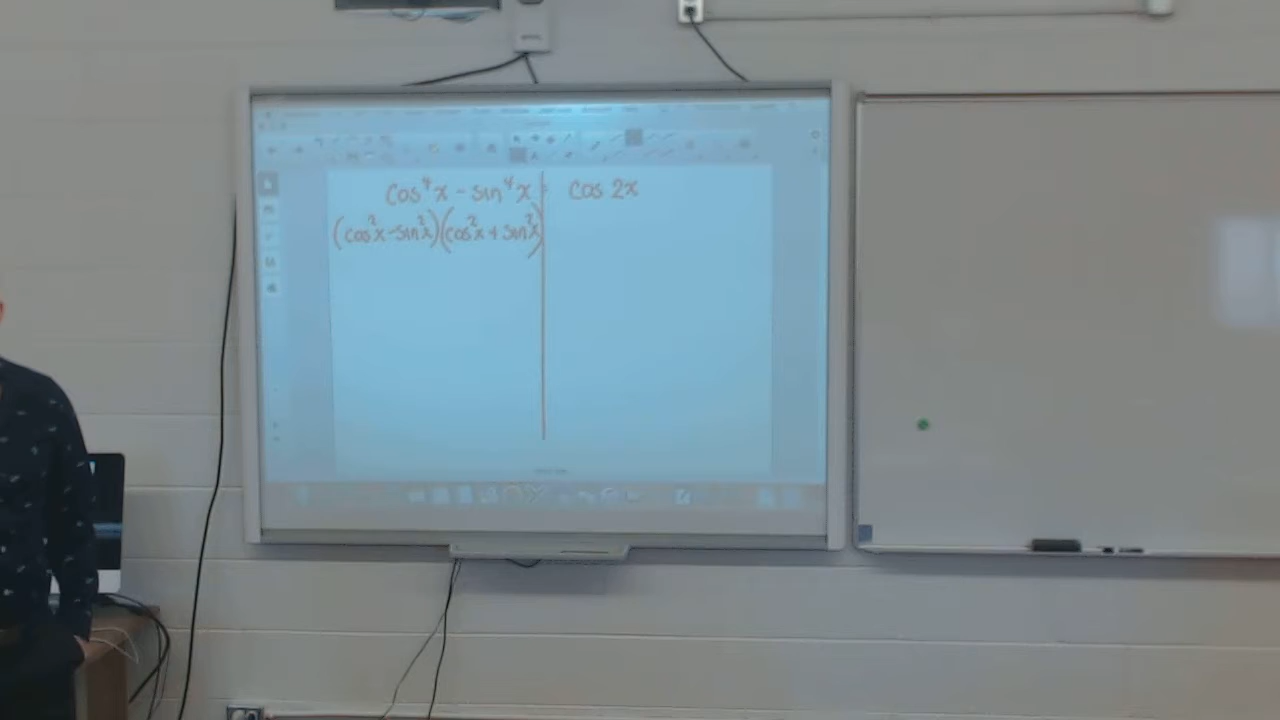 cos⁴x - sin⁴x = cos 2x
(cos²x - sin²x)(cos²x + sin²x)